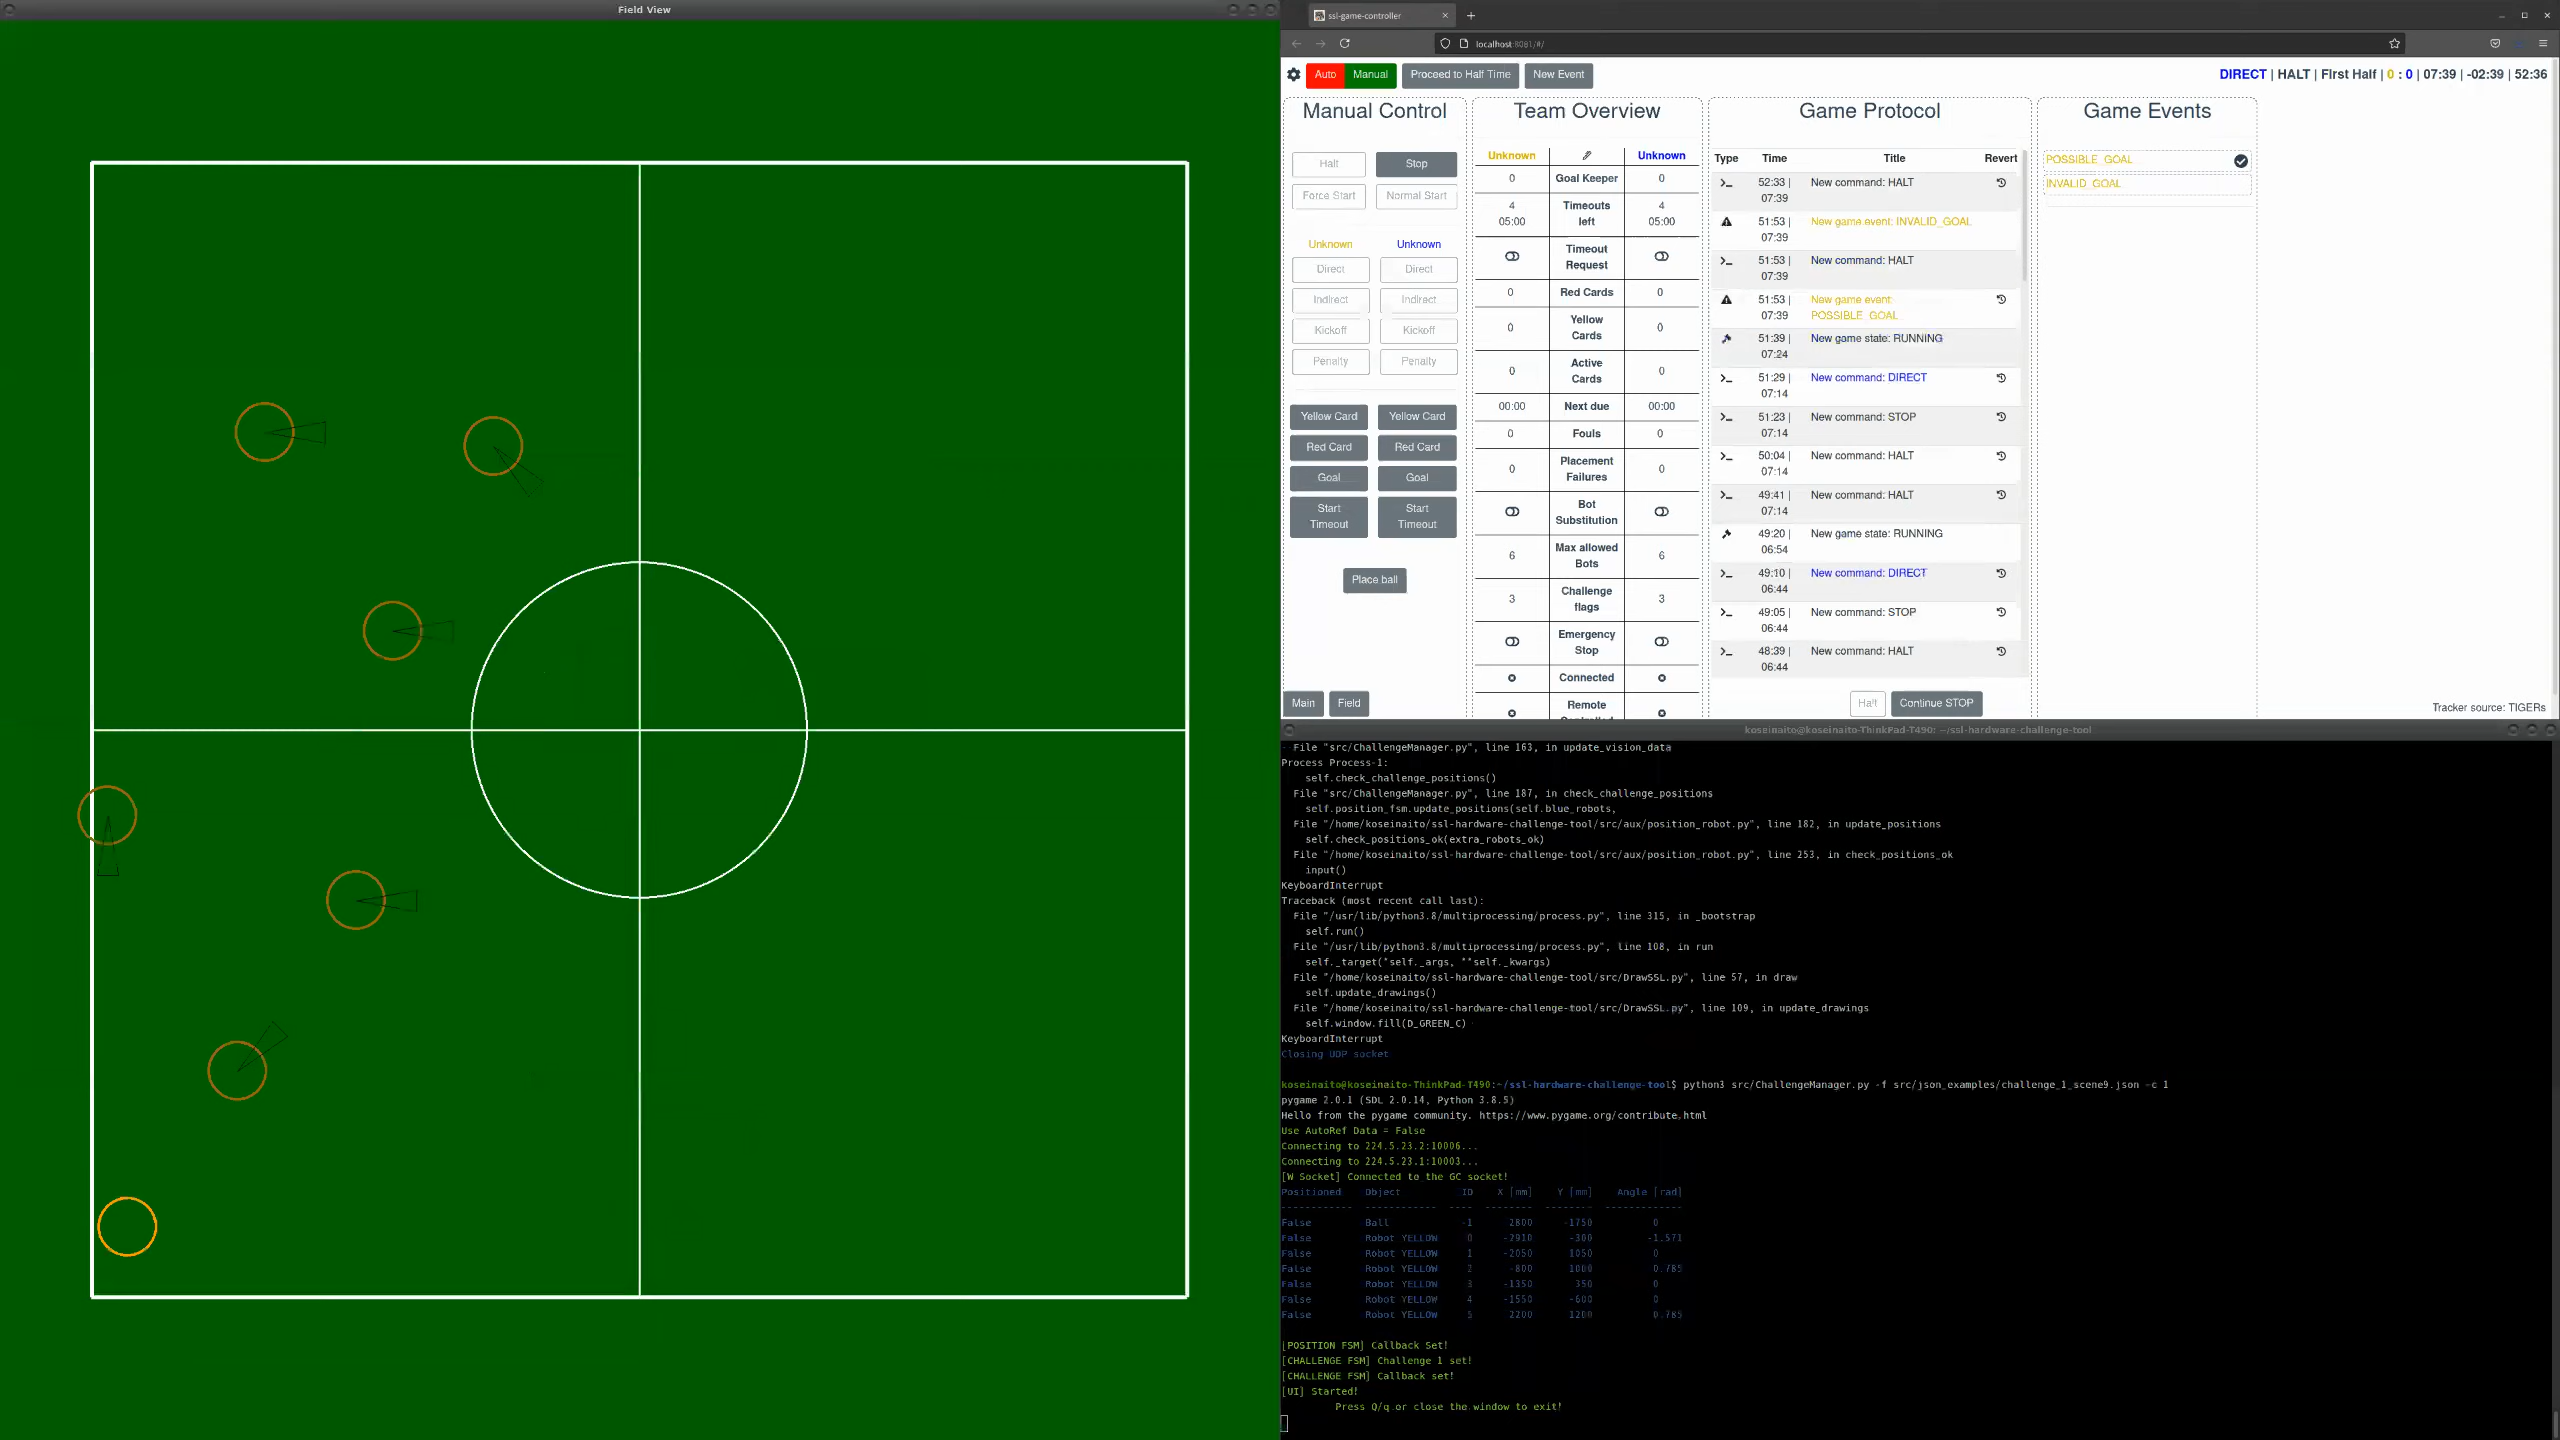 Field View
ssl-game-controller
localhost:8081/#/
Auto Manual Proceed to Half Time New Event
DIRECT | HALT | First Half | 0 : 0 | 07:39 | -02:39 | 52:36
Manual Control
Halt Stop
Force Start Normal Start
Unknown Unknown
Direct Direct
Indirect Indirect
Kickoff Kickoff
Penalty Penalty
Yellow Card Yellow Card
Red Card Red Card
Goal Goal
Start Timeout Start Timeout
Place ball
Main Field
Team Overview
Unknown Unknown
0 Goal Keeper 0
4 05:00 Timeouts left 4 05:00
Timeout Request
0 Red Cards 0
0 Yellow Cards 0
0 Active Cards 0
00:00 Next due 00:00
0 Fouls 0
0 Placement Failures 0
Bot Substitution
6 Max allowed Bots 6
3 Challenge flags 3
Emergency Stop
Connected
Remote
Game Protocol
Type Time Title Revert
52:33 | 07:39 New command: HALT
51:53 | 07:39 New game event: INVALID_GOAL
51:53 | 07:39 New command: HALT
51:53 | 07:39 New game event: POSSIBLE_GOAL
51:39 | 07:24 New game state: RUNNING
51:29 | 07:14 New command: DIRECT
51:23 | 07:14 New command: STOP
50:04 | 07:14 New command: HALT
49:41 | 07:14 New command: HALT
49:20 | 06:54 New game state: RUNNING
49:10 | 06:44 New command: DIRECT
49:05 | 06:44 New command: STOP
48:39 | 06:44 New command: HALT
Halt Continue STOP
Game Events
POSSIBLE_GOAL
INVALID_GOAL
Tracker source: TIGERs
koseinaito@koseinaito-ThinkPad-T490: ~/ssl-hardware-challenge-tool
File "src/ChallengeManager.py", line 163, in update_vision_data
Process Process-1:
self.check_challenge_positions()
File "src/ChallengeManager.py", line 187, in check_challenge_positions
self.position_fsm.update_positions(self.blue_robots,
File "/home/koseinaito/ssl-hardware-challenge-tool/src/aux/position_robot.py", line 182, in update_positions
self.check_positions_ok(extra_robots_ok)
File "/home/koseinaito/ssl-hardware-challenge-tool/src/aux/position_robot.py", line 253, in check_positions_ok
input()
KeyboardInterrupt
Traceback (most recent call last):
File "/usr/lib/python3.8/multiprocessing/process.py", line 315, in _bootstrap
self.run()
File "/usr/lib/python3.8/multiprocessing/process.py", line 108, in run
self._target(*self._args, **self._kwargs)
File "/home/koseinaito/ssl-hardware-challenge-tool/src/DrawSSL.py", line 57, in draw
self.update_drawings()
File "/home/koseinaito/ssl-hardware-challenge-tool/src/DrawSSL.py", line 109, in update_drawings
self.window.fill(D_GREEN_C)
KeyboardInterrupt
Closing UDP socket
koseinaito@koseinaito-ThinkPad-T490:~/ssl-hardware-challenge-tool$ python3 src/ChallengeManager.py -f src/json_examples/challenge_1_scene9.json -c 1
pygame 2.0.1 (SDL 2.0.14, Python 3.8.5)
Hello from the pygame community. https://www.pygame.org/contribute.html
Use AutoRef Data = False
Connecting to 224.5.23.2:10006...
Connecting to 224.5.23.1:10003...
[W Socket] Connected to the GC socket!
Positioned Object ID X [mm] Y [mm] Angle [rad]
------------ ------------ ---- -------- -------- -------------
False Ball -1 2800 -1750 0
False Robot YELLOW 0 -2910 -300 -1.571
False Robot YELLOW 1 -2050 1050 0
False Robot YELLOW 2 -800 1000 0.785
False Robot YELLOW 3 -1350 350 0
False Robot YELLOW 4 -1550 -600 0
False Robot YELLOW 5 2200 1200 0.785
[POSITION FSM] Callback Set!
[CHALLENGE FSM] Challenge 1 set!
[CHALLENGE FSM] Callback set!
[UI] Started!
Press Q/q or close the window to exit!